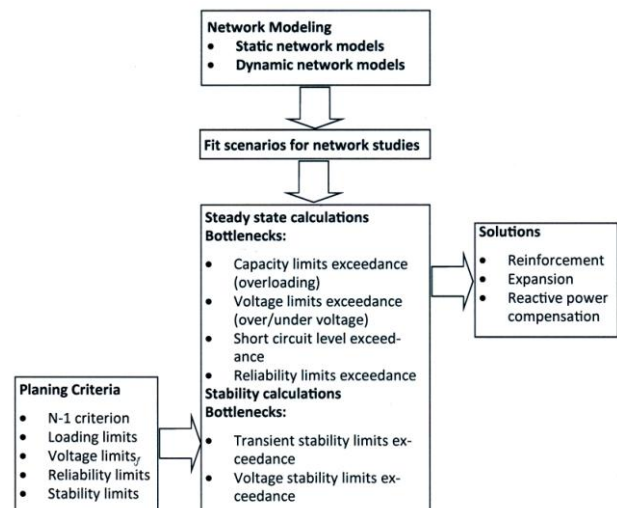 Network Modeling
• Static network models
• Dynamic network models
Fit scenarios for network studies
Steady state calculations
Bottlenecks:
• Capacity limits exceedance
(overloading)
• Voltage limits exceedance
(over/under voltage)
• Short circuit level exceed-
ance
• Reliability limits exceedance
Stability calculations
Bottlenecks:
• Transient stability limits ex-
ceedance
• Voltage stability limits ex-
ceedance
Solutions
• Reinforcement
• Expansion
• Reactive power
compensation
Planing Criteria
• N-1 criterion
• Loading limits
• Voltage limits
• Reliability limits
• Stability limits